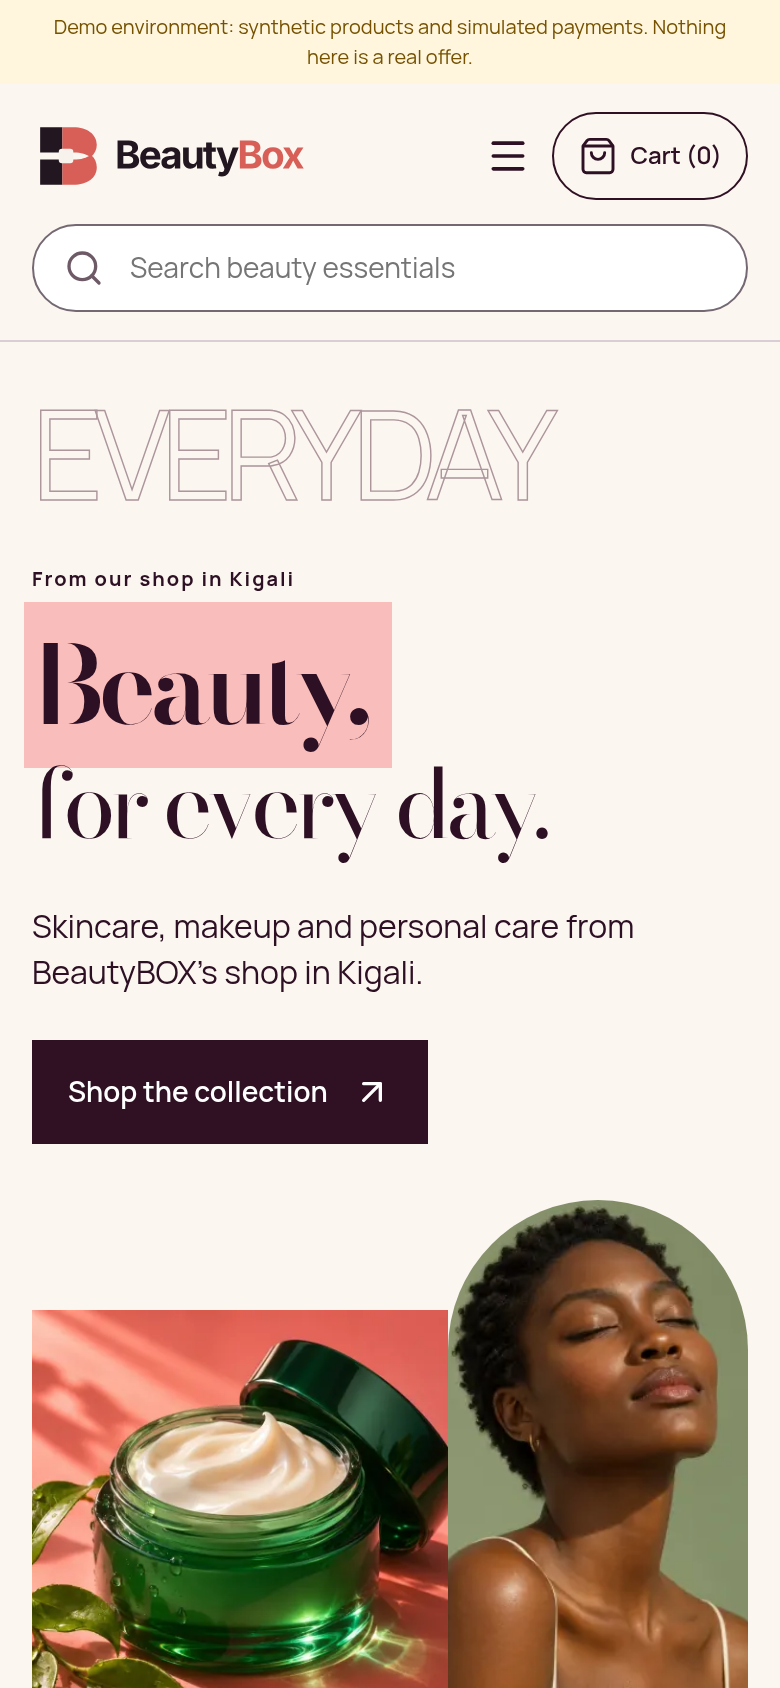 Demo environment: synthetic products and simulated payments. Nothing
here is a real offer.
BeautyBox
Cart (0)
Search beauty essentials
EVERYDAY
From our shop in Kigali
Beauty,
for every day.
Skincare, makeup and personal care from
BeautyBOX’s shop in Kigali.
Shop the collection